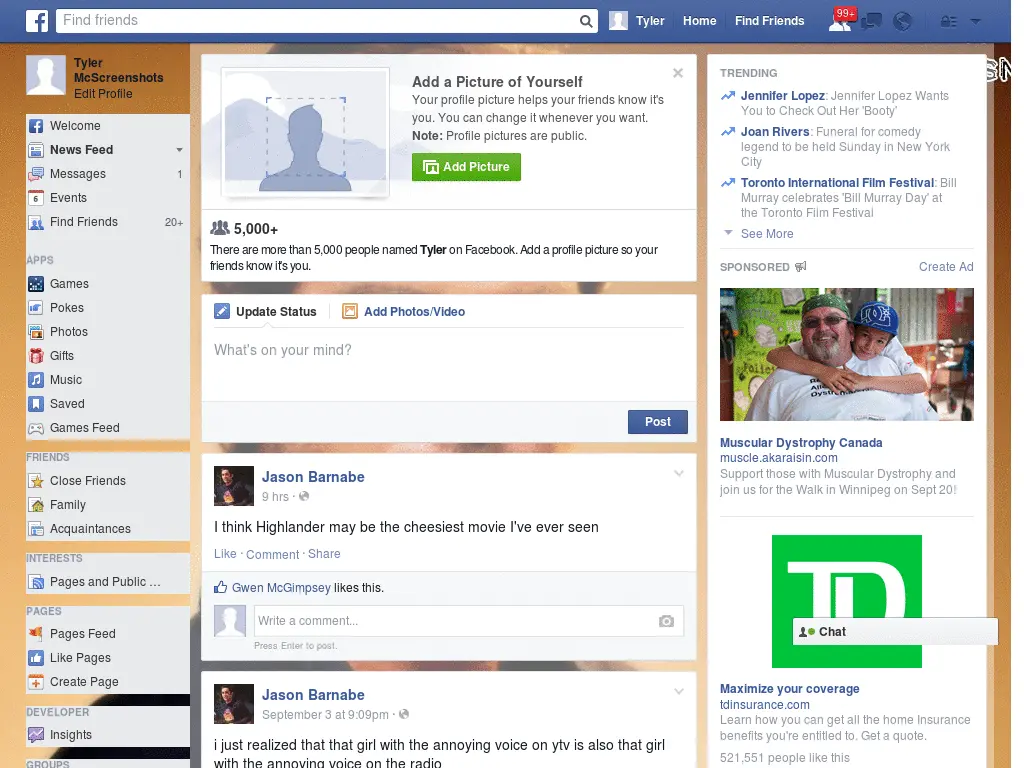 Find friends
Tyler
Home
Find Friends
99+
Tyler
McScreenshots
Edit Profile
Welcome
News Feed
Messages 1
Events
Find Friends 20+
APPS
Games
Pokes
Photos
Gifts
Music
Saved
Games Feed
FRIENDS
Close Friends
Family
Acquaintances
INTERESTS
Pages and Public ...
PAGES
Pages Feed
Like Pages
Create Page
DEVELOPER
Insights
GROUPS
Add a Picture of Yourself
Your profile picture helps your friends know it's
you. You can change it whenever you want.
Note: Profile pictures are public.
Add Picture
5,000+
There are more than 5,000 people named Tyler on Facebook. Add a profile picture so your
friends know it's you.
Update Status
Add Photos/Video
What's on your mind?
Post
Jason Barnabe
9 hrs ·
I think Highlander may be the cheesiest movie I've ever seen
Like · Comment · Share
Gwen McGimpsey likes this.
Write a comment...
Press Enter to post.
Jason Barnabe
September 3 at 9:09pm ·
i just realized that that girl with the annoying voice on ytv is also that girl
with the annoying voice on the radio
TRENDING
Jennifer Lopez: Jennifer Lopez Wants
You to Check Out Her 'Booty'
Joan Rivers: Funeral for comedy
legend to be held Sunday in New York
City
Toronto International Film Festival: Bill
Murray celebrates 'Bill Murray Day' at
the Toronto Film Festival
See More
SPONSORED
Create Ad
Muscular Dystrophy Canada
muscle.akaraisin.com
Support those with Muscular Dystrophy and
join us for the Walk in Winnipeg on Sept 20!
TD
Chat
Maximize your coverage
tdinsurance.com
Learn how you can get all the home Insurance
benefits you're entitled to. Get a quote.
521,551 people like this